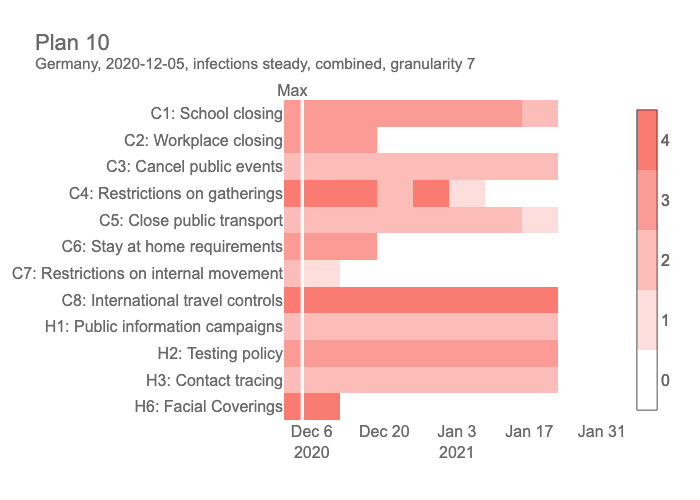 Plan 10
Germany, 2020-12-05, infections steady, combined, granularity 7
Max
C1: School closing
C2: Workplace closing
C3: Cancel public events
C4: Restrictions on gatherings
C5: Close public transport
C6: Stay at home requirements
C7: Restrictions on internal movement
C8: International travel controls
H1: Public information campaigns
H2: Testing policy
H3: Contact tracing
H6: Facial Coverings
Dec 6 Dec 20 Jan 3 Jan 17 Jan 31
2020 2021
4
3
2
1
0